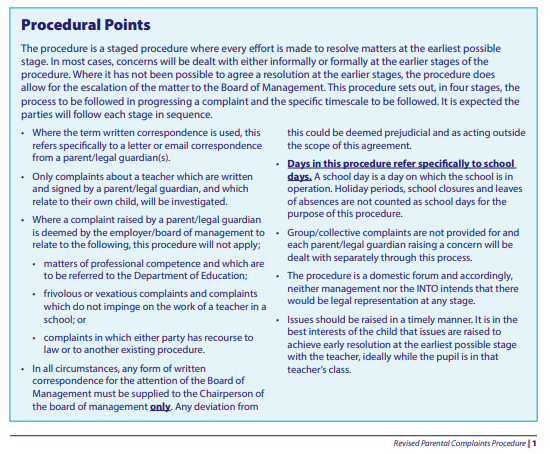 Procedural Points
The procedure is a staged procedure where every effort is made to resolve matters at the earliest possible
stage. In most cases, concerns will be dealt with either informally or formally at the earlier stages of the
procedure. Where it has not been possible to agree a resolution at earlier stages, the procedure does
allow for the escalation of the matter to the Board of Management. This procedure sets out, in four stages, the
process to be followed in progressing a complaint and the specific timescale to be followed. It is expected the
parties will follow each stage in sequence.
• Where the term written correspondence is used, this
refers specifically to a letter or email correspondence
from a parent/legal guardian(s).
• Only complaints about a teacher which are written
and signed by a parent/legal guardian, and which
relate to their own child, will be investigated.
• Where a complaint raised by a parent/legal guardian
is deemed by the employer/board of management to
relate to the following, this procedure will not apply;
• matters of professional competence and which are
to be referred to the Department of Education;
• frivolous or vexatious complaints and complaints
which do not impinge on the work of a teacher in a
school; or
• complaints in which either party has recourse to
law or to another existing procedure.
• In all circumstances, any form of written
correspondence for the attention of the Board of
Management must be supplied to the Chairperson of
the board of management only. Any deviation from
this could be deemed prejudicial and as acting outside
the scope of this agreement.
• Days in this procedure refer specifically to school
days. A school day is a day on which the school is in
operation. Holiday periods, school closures and leaves
of absences are not counted as school days for the
purpose of this procedure.
• Group/collective complaints are not provided for and
each parent/legal guardian raising a concern will be
dealt with separately through this process.
• The procedure is a domestic forum and accordingly,
neither management nor the INTO intends that there
would be legal representation at any stage.
• Issues should be raised in a timely manner. It is in the
best interests of the child that issues are raised to
achieve early resolution at the earliest possible stage
with the teacher, ideally while the pupil is in that
teacher's class.
Revised Parental Complaints Procedure | 1